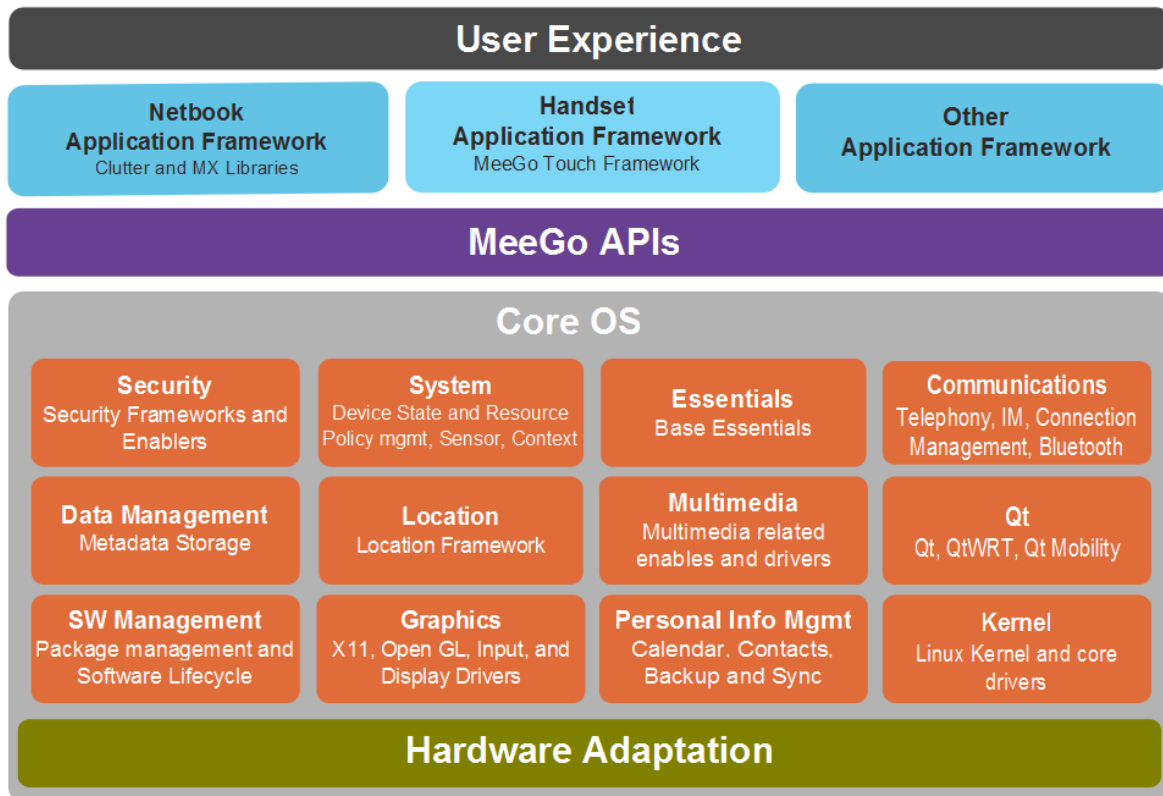 User Experience
Netbook
Application Framework
Clutter and MX Libraries
Handset
Application Framework
MeeGo Touch Framework
Other
Application Framework
MeeGo APIs
Core OS
Security
Security Frameworks and
Enablers
System
Device State and Resource
Policy mgmt, Sensor, Context
Essentials
Base Essentials
Communications
Telephony, IM, Connection
Management, Bluetooth
Data Management
Metadata Storage
Location
Location Framework
Multimedia
Multimedia related
enables and drivers
Qt
Qt, QtWRT, Qt Mobility
SW Management
Package management and
Software Lifecycle
Graphics
X11, Open GL, Input, and
Display Drivers
Personal Info Mgmt
Calendar, Contacts,
Backup and Sync
Kernel
Linux Kernel and core
drivers
Hardware Adaptation